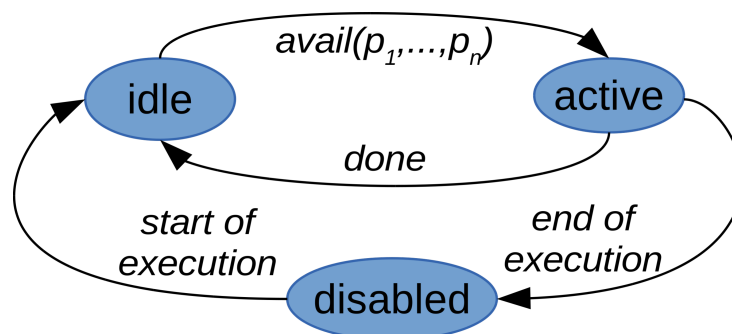 avail(p1,...,pn)
idle
active
done
start of
execution
end of
execution
disabled